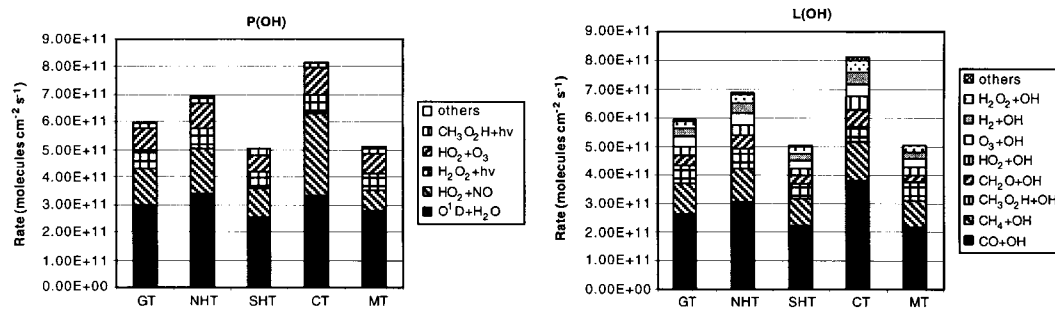 P(OH)
Rate (molecules cm⁻² s⁻¹)
9.00E+11
8.00E+11
7.00E+11
6.00E+11
5.00E+11
4.00E+11
3.00E+11
2.00E+11
1.00E+11
0.00E+00
GT NHT SHT CT MT
others
CH₃O₂H+hv
HO₂+O₃
H₂O₂+hv
HO₂+NO
O¹D+H₂O
L(OH)
Rate (molecules cm⁻² s⁻¹)
9.00E+11
8.00E+11
7.00E+11
6.00E+11
5.00E+11
4.00E+11
3.00E+11
2.00E+11
1.00E+11
0.00E+00
GT NHT SHT CT MT
others
H₂O₂+OH
H₂+OH
O₃+OH
HO₂+OH
CH₂O+OH
CH₃O₂H+OH
CH₄+OH
CO+OH